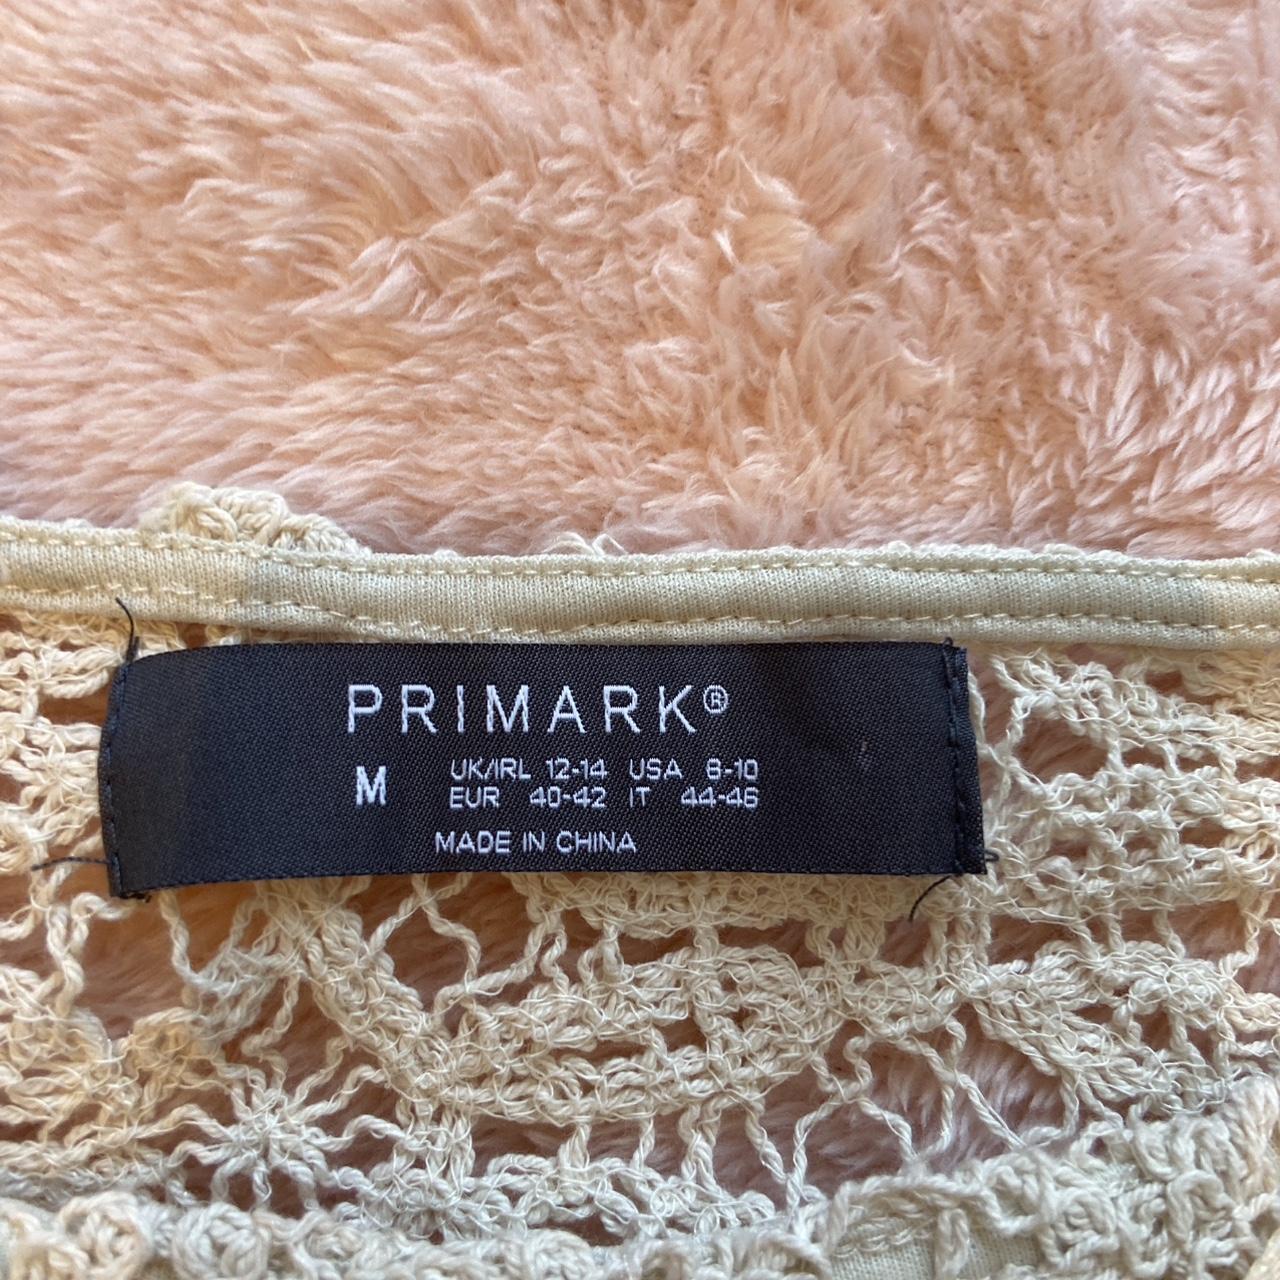 PRIMARK®
M
UK/IRL 12-14 USA 8-10
EUR 40-42 IT 44-46
MADE IN CHINA